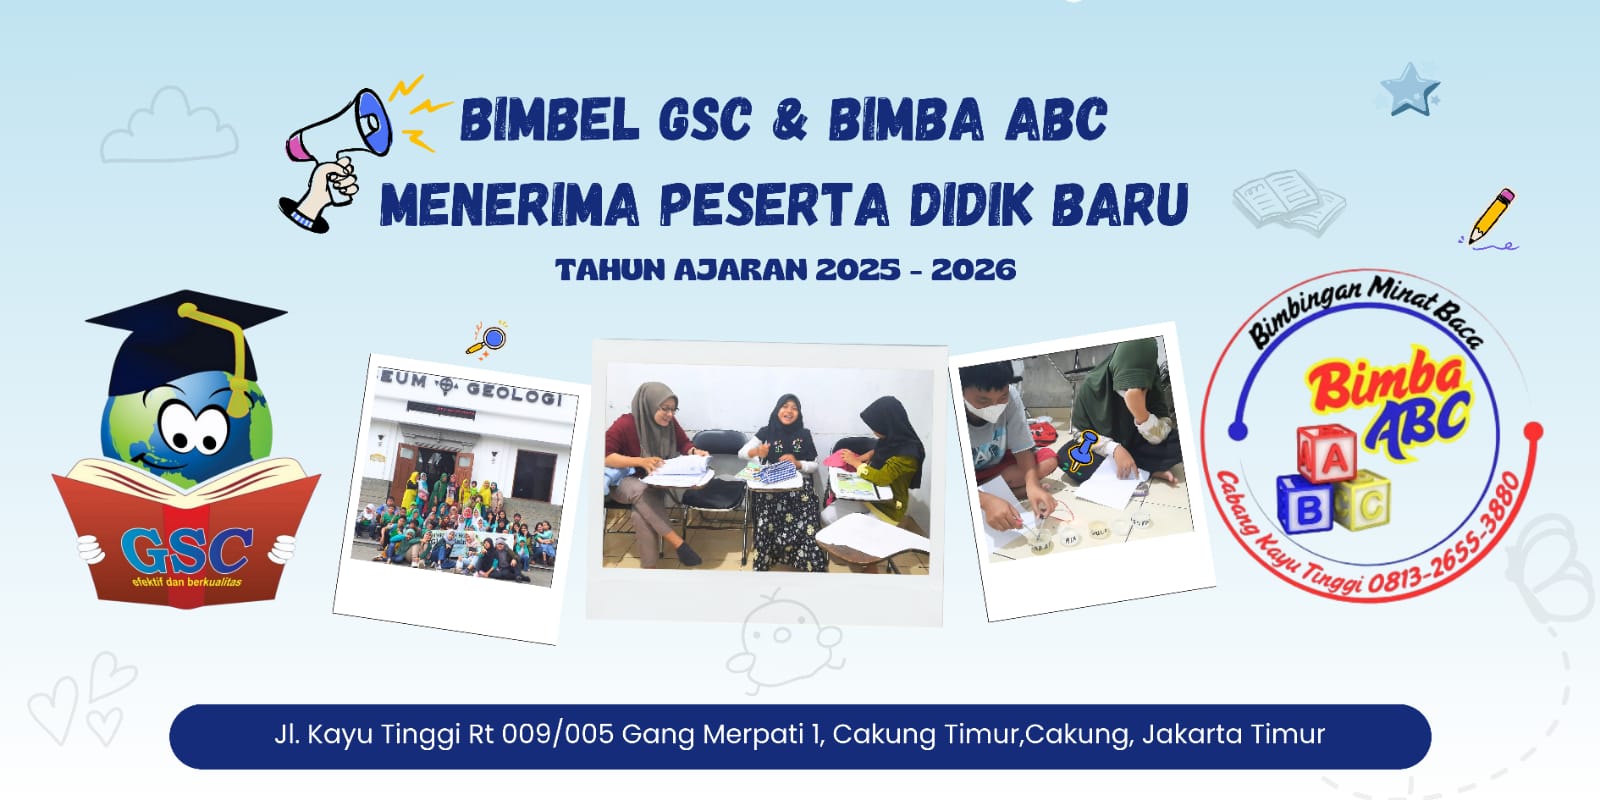 BIMBEL GSC & BIMBA ABC
MENERIMA PESERTA DIDIK BARU
TAHUN AJARAN 2025 - 2026
GSC
efektif dan berkualitas
EUM GEOLOGI
Bimbingan Minat Baca
Bimba
ABC
A
B
C
Cabang Kayu Tinggi 0813-2655-3880
Jl. Kayu Tinggi Rt 009/005 Gang Merpati 1, Cakung Timur,Cakung, Jakarta Timur